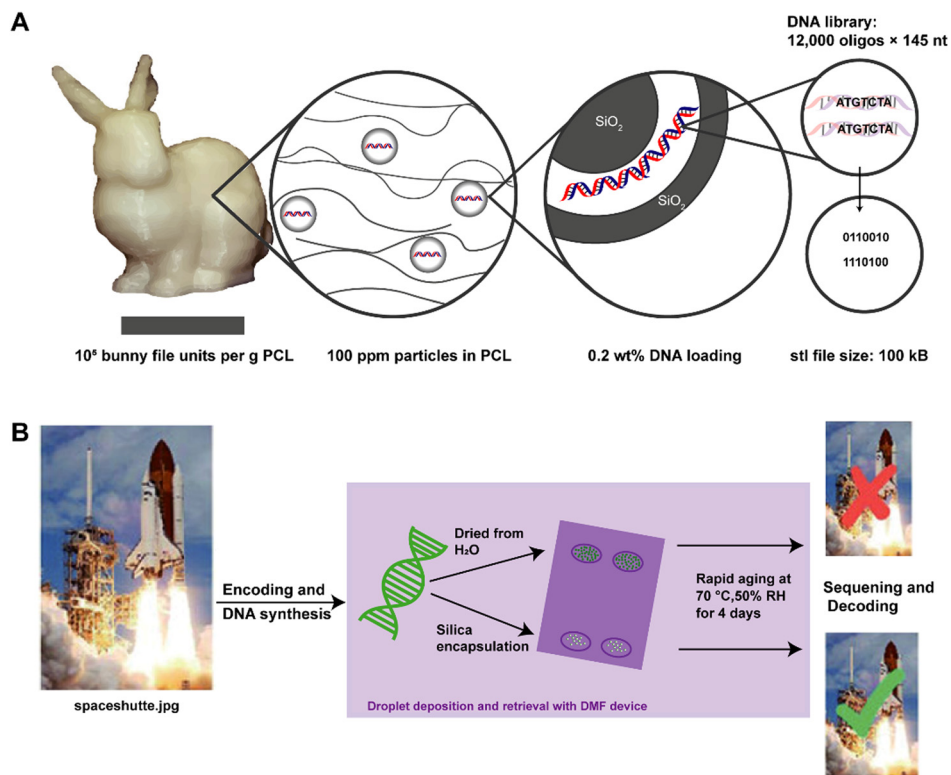 A
DNA library:
12,000 oligos × 145 nt
ATGTCTA
ATGTCTA
SiO₂
SiO₂
0110010
1110100
10⁵ bunny file units per g PCL
100 ppm particles in PCL
0.2 wt% DNA loading
stl file size: 100 kB
B
Encoding and
DNA synthesis
Dried from
H₂O
Silica
encapsulation
Rapid aging at
70 °C,50% RH
for 4 days
Sequening and
Decoding
Droplet deposition and retrieval with DMF device
spaceshutte.jpg